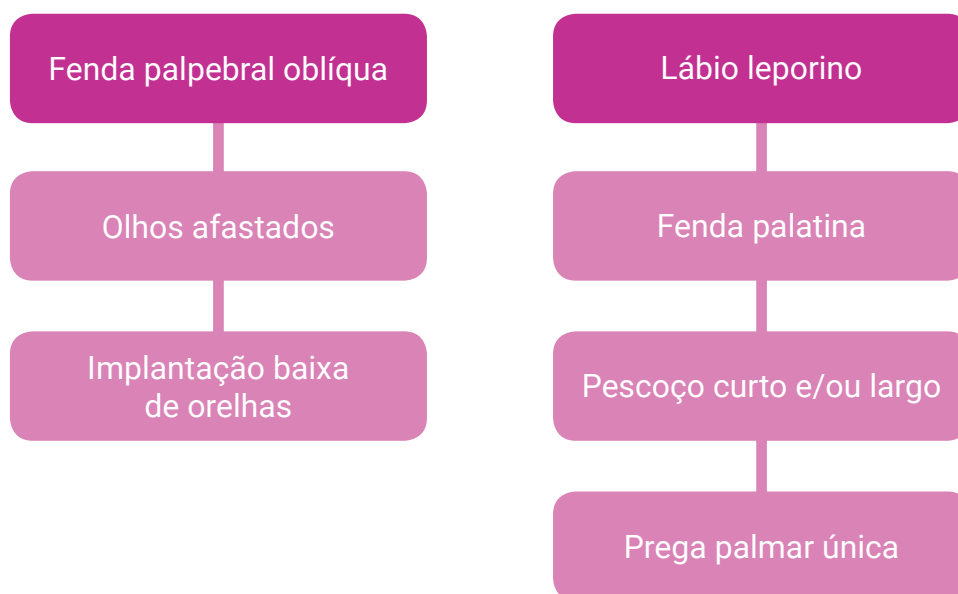 Fenda palpebral oblíqua
Olhos afastados
Implantação baixa
de orelhas
Lábio leporino
Fenda palatina
Pescoço curto e/ou largo
Prega palmar única